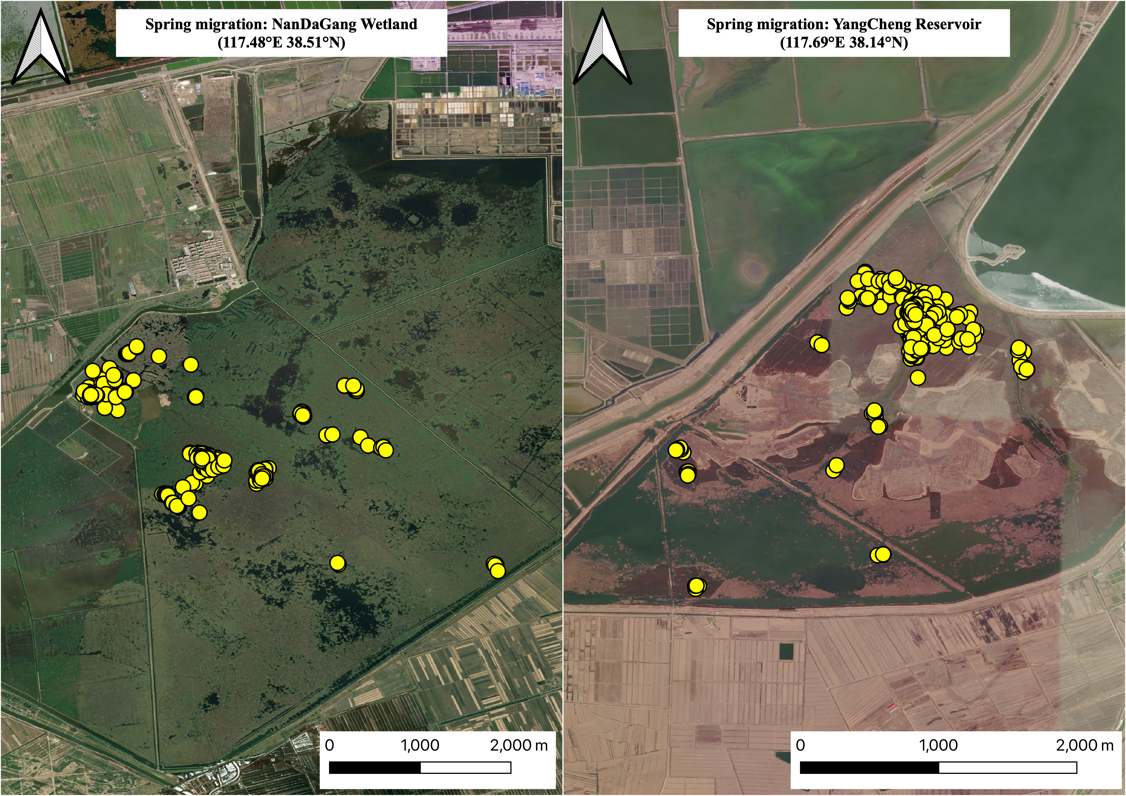 Spring migration: NanDaGang Wetland
(117.48°E 38.51°N)
Spring migration: YangCheng Reservoir
(117.69°E 38.14°N)
0 1,000 2,000 m
0 1,000 2,000 m